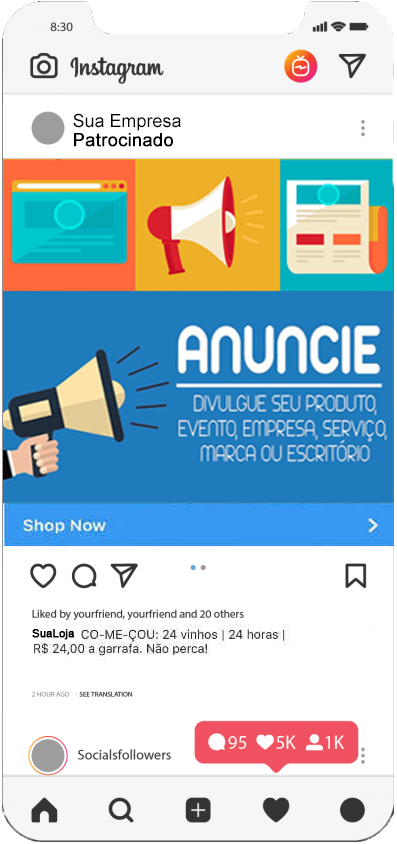 8:30
Instagram
Sua Empresa
Patrocinado
ANUNCIE
DIVULGUE SEU PRODUTO,
EVENTO, EMPRESA, SERVIÇO,
MARCA OU ESCRITÓRIO
Shop Now
Liked by yourfriend, yourfriend and 20 others
SuaLoja CO-ME-ÇOU: 24 vinhos | 24 horas |
R$ 24,00 a garrafa. Não perca!
2 HOUR AGO · SEE TRANSLATION
95 5K 1K
Socialsfollowers